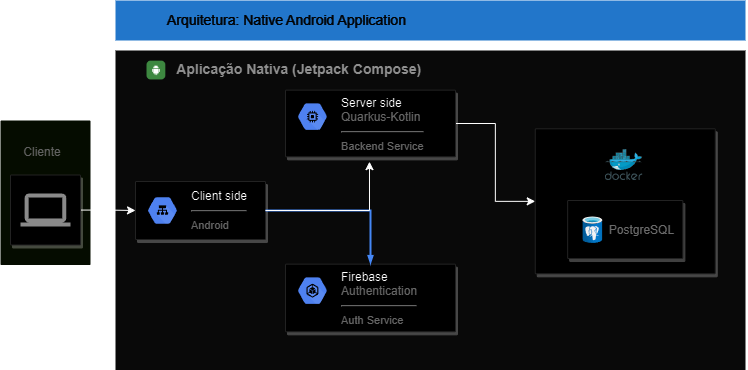 Arquitetura: Native Android Application
Aplicação Nativa (Jetpack Compose)
Cliente
Client side
Android
Server side
Quarkus-Kotlin
Backend Service
Firebase
Authentication
Auth Service
docker
PostgreSQL